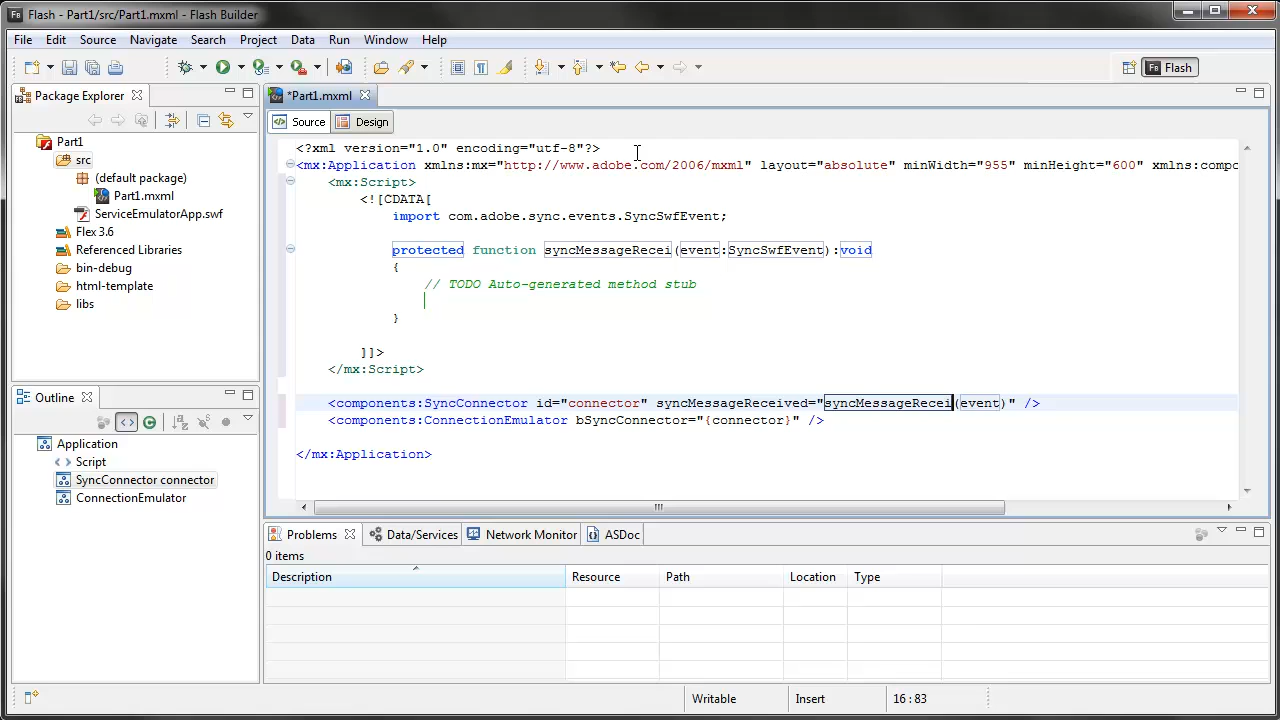 Flash - Part1/src/Part1.mxml - Flash Builder
File Edit Source Navigate Search Project Data Run Window Help
Flash
Package Explorer
Part1
src
(default package)
Part1.mxml
ServiceEmulatorApp.swf
Flex 3.6
Referenced Libraries
bin-debug
html-template
libs
Outline
Application
Script
SyncConnector connector
ConnectionEmulator
*Part1.mxml
Source Design
<?xml version="1.0" encoding="utf-8"?>
<mx:Application xmlns:mx="http://www.adobe.com/2006/mxml" layout="absolute" minWidth="955" minHeight="600" xmlns:compo
<mx:Script>
<![CDATA[
import com.adobe.sync.events.SyncSwfEvent;
protected function syncMessageRecei(event:SyncSwfEvent):void
{
// TODO Auto-generated method stub
}
]]>
</mx:Script>
<components:SyncConnector id="connector" syncMessageReceived="syncMessageRecei(event)" />
<components:ConnectionEmulator bSyncConnector="{connector}" />
</mx:Application>
Problems Data/Services Network Monitor ASDoc
0 items
Description Resource Path Location Type
Writable Insert 16 : 83